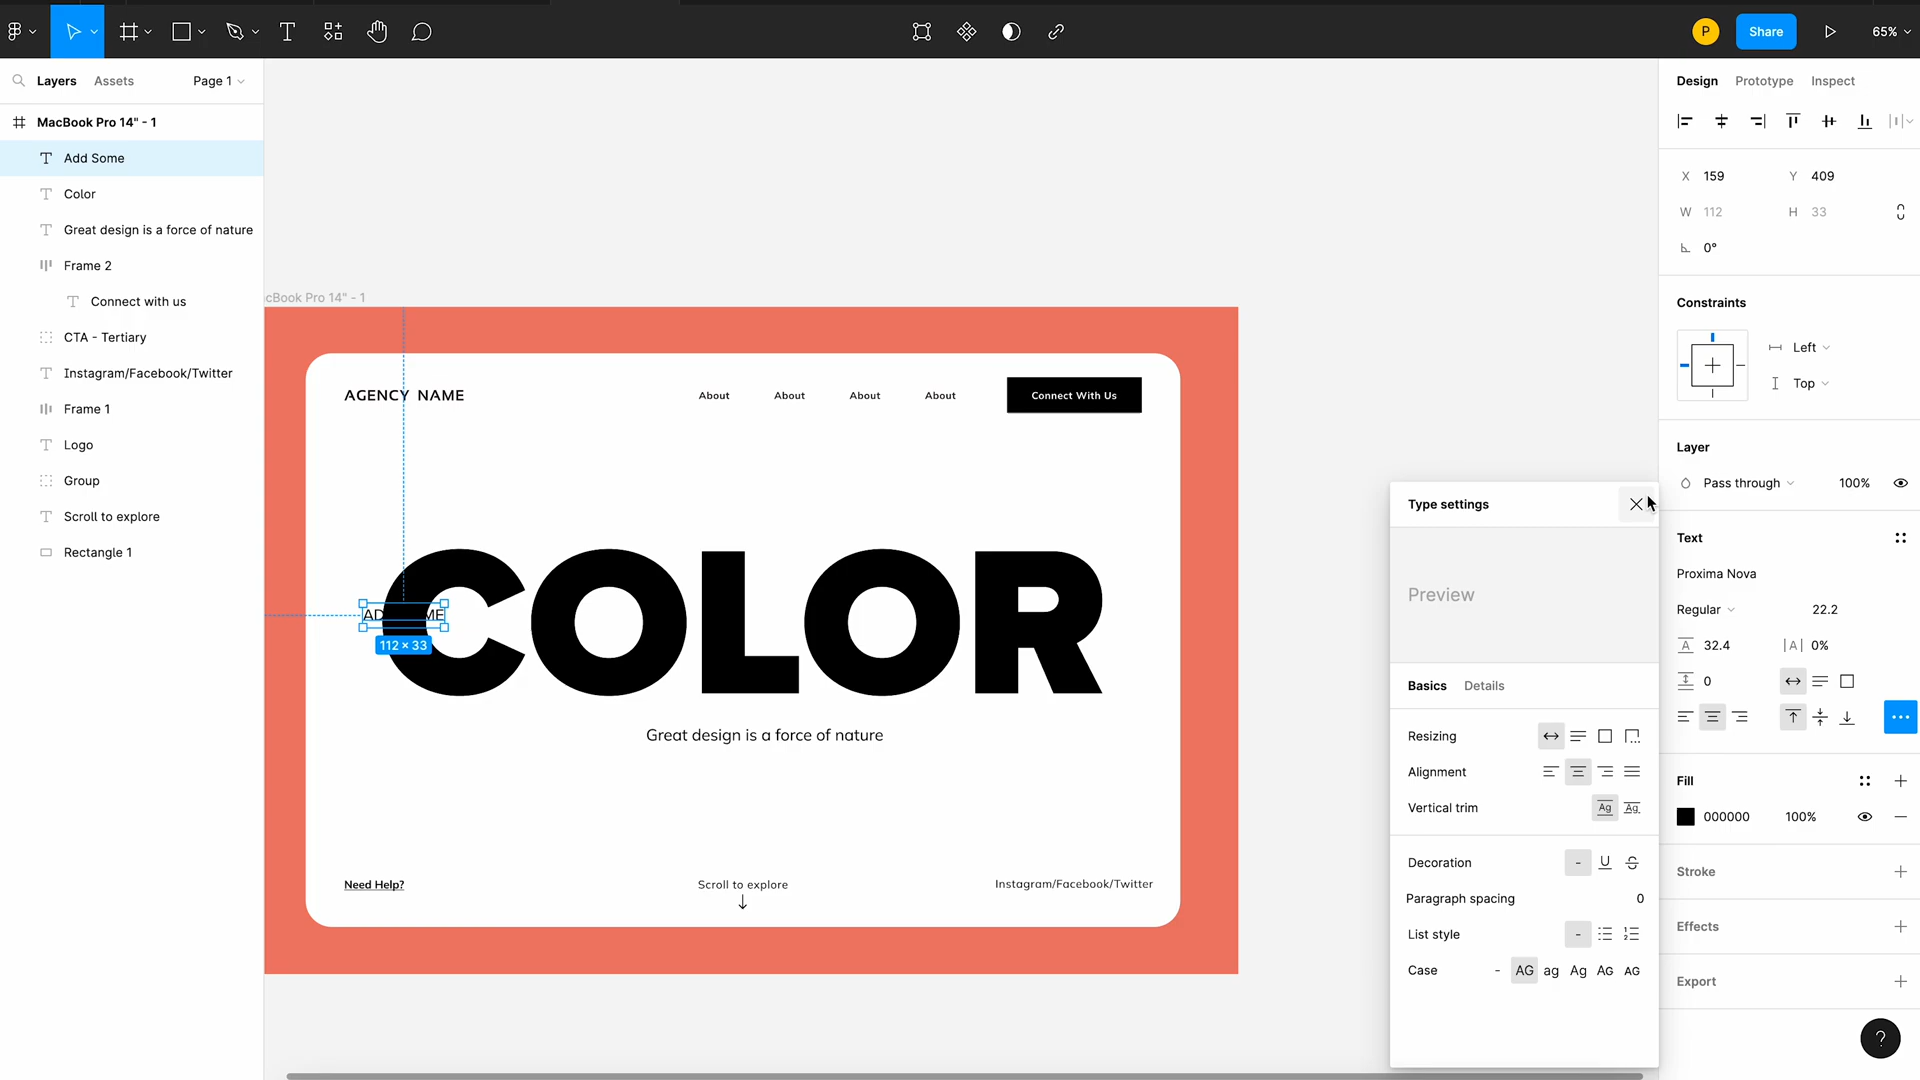 Share
P
65%
Layers
Assets
Page 1
MacBook Pro 14" - 1
Add Some
Color
Great design is a force of nature
Frame 2
Connect with us
CTA - Tertiary
Instagram/Facebook/Twitter
Frame 1
Logo
Group
Scroll to explore
Rectangle 1
cBook Pro 14" - 1
AGENCY NAME
About
About
About
About
Connect With Us
COLOR
112 × 33
Great design is a force of nature
Need Help?
Scroll to explore
Instagram/Facebook/Twitter
Type settings
Preview
Basics
Details
Resizing
Alignment
Vertical trim
Ag
Ag
Decoration
-
U
S
Paragraph spacing
0
List style
-
Case
-
AG
ag
Ag
AG
AG
Design
Prototype
Inspect
X 159
Y 409
W 112
H 33
0°
Constraints
Left
Top
Layer
Pass through
100%
Text
Proxima Nova
Regular
22.2
A 32.4
|A| 0%
0
Fill
000000
100%
Stroke
Effects
Export
?